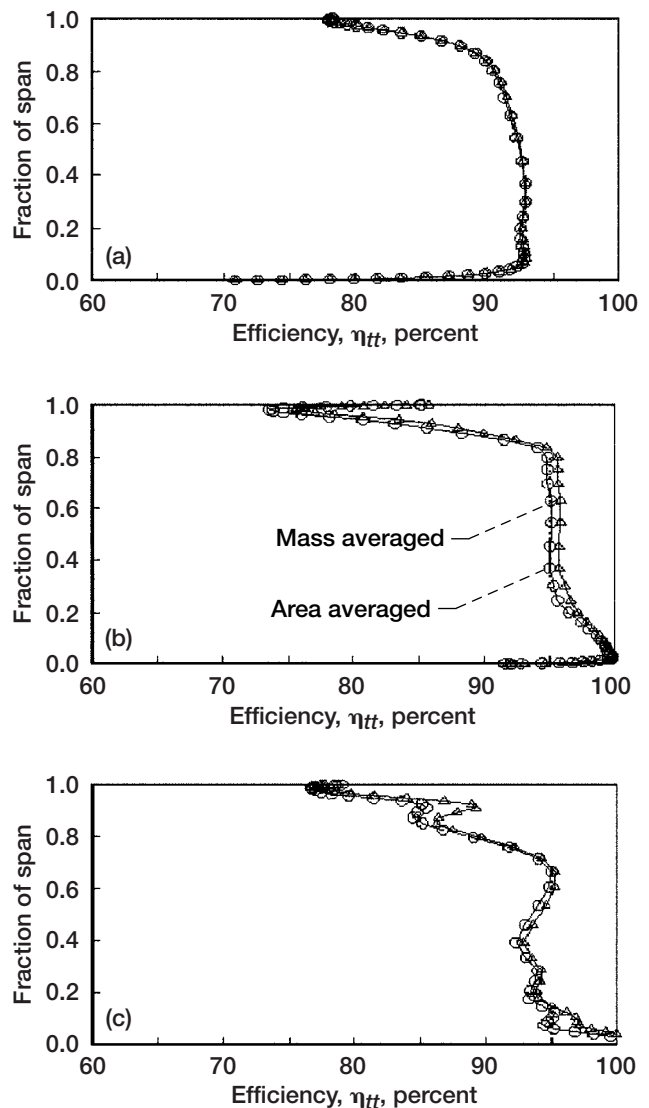 1.0
0.8
0.6
0.4
0.2
0.0
Fraction of span
(a)
60 70 80 90 100
Efficiency, ηtt, percent
1.0
0.8
0.6
0.4
0.2
0.0
Fraction of span
Mass averaged
Area averaged
(b)
60 70 80 90 100
Efficiency, ηtt, percent
1.0
0.8
0.6
0.4
0.2
0.0
Fraction of span
(c)
60 70 80 90 100
Efficiency, ηtt, percent